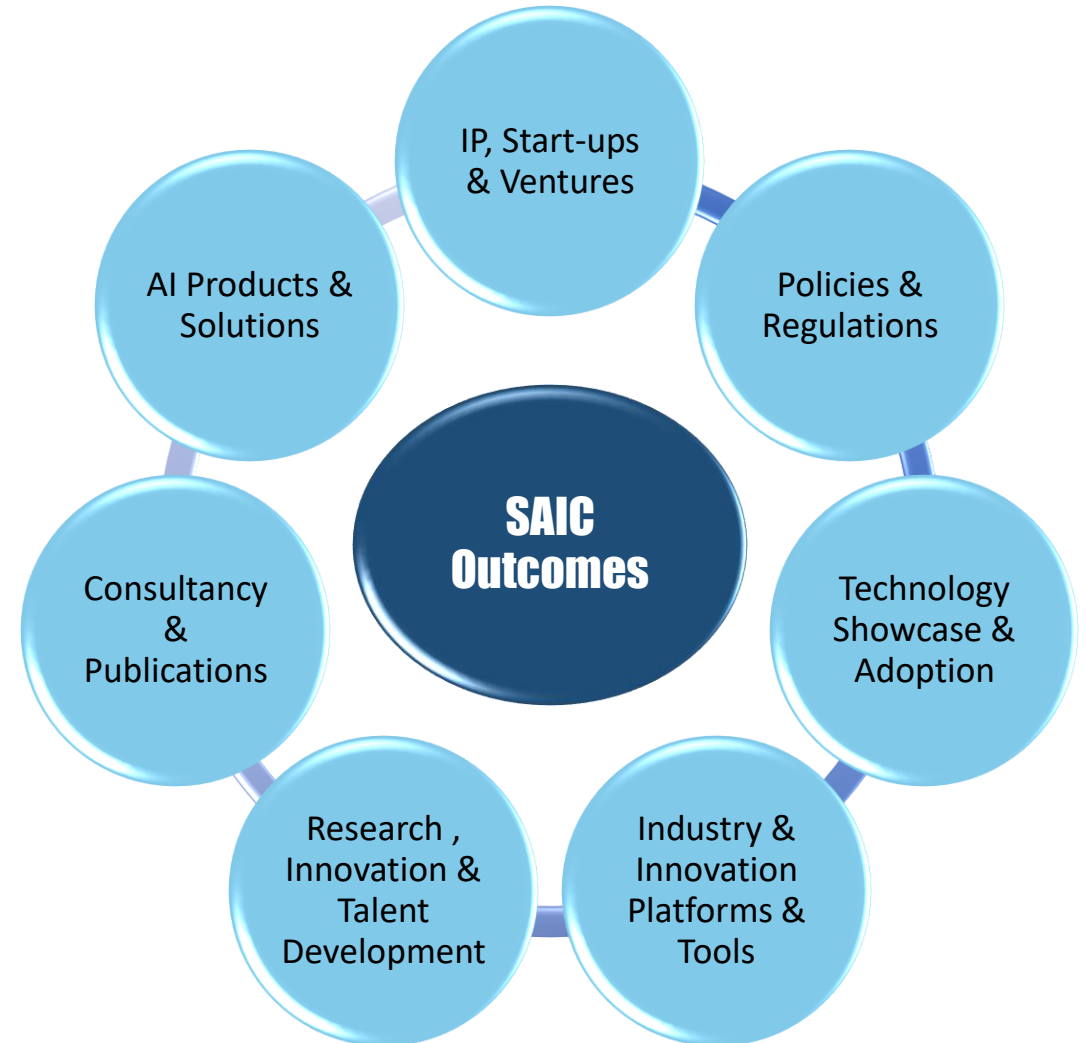 IP, Start-ups
& Ventures
Policies &
Regulations
Technology
Showcase &
Adoption
Industry &
Innovation
Platforms &
Tools
Research ,
Innovation &
Talent
Development
Consultancy
&
Publications
AI Products &
Solutions
SAIC
Outcomes